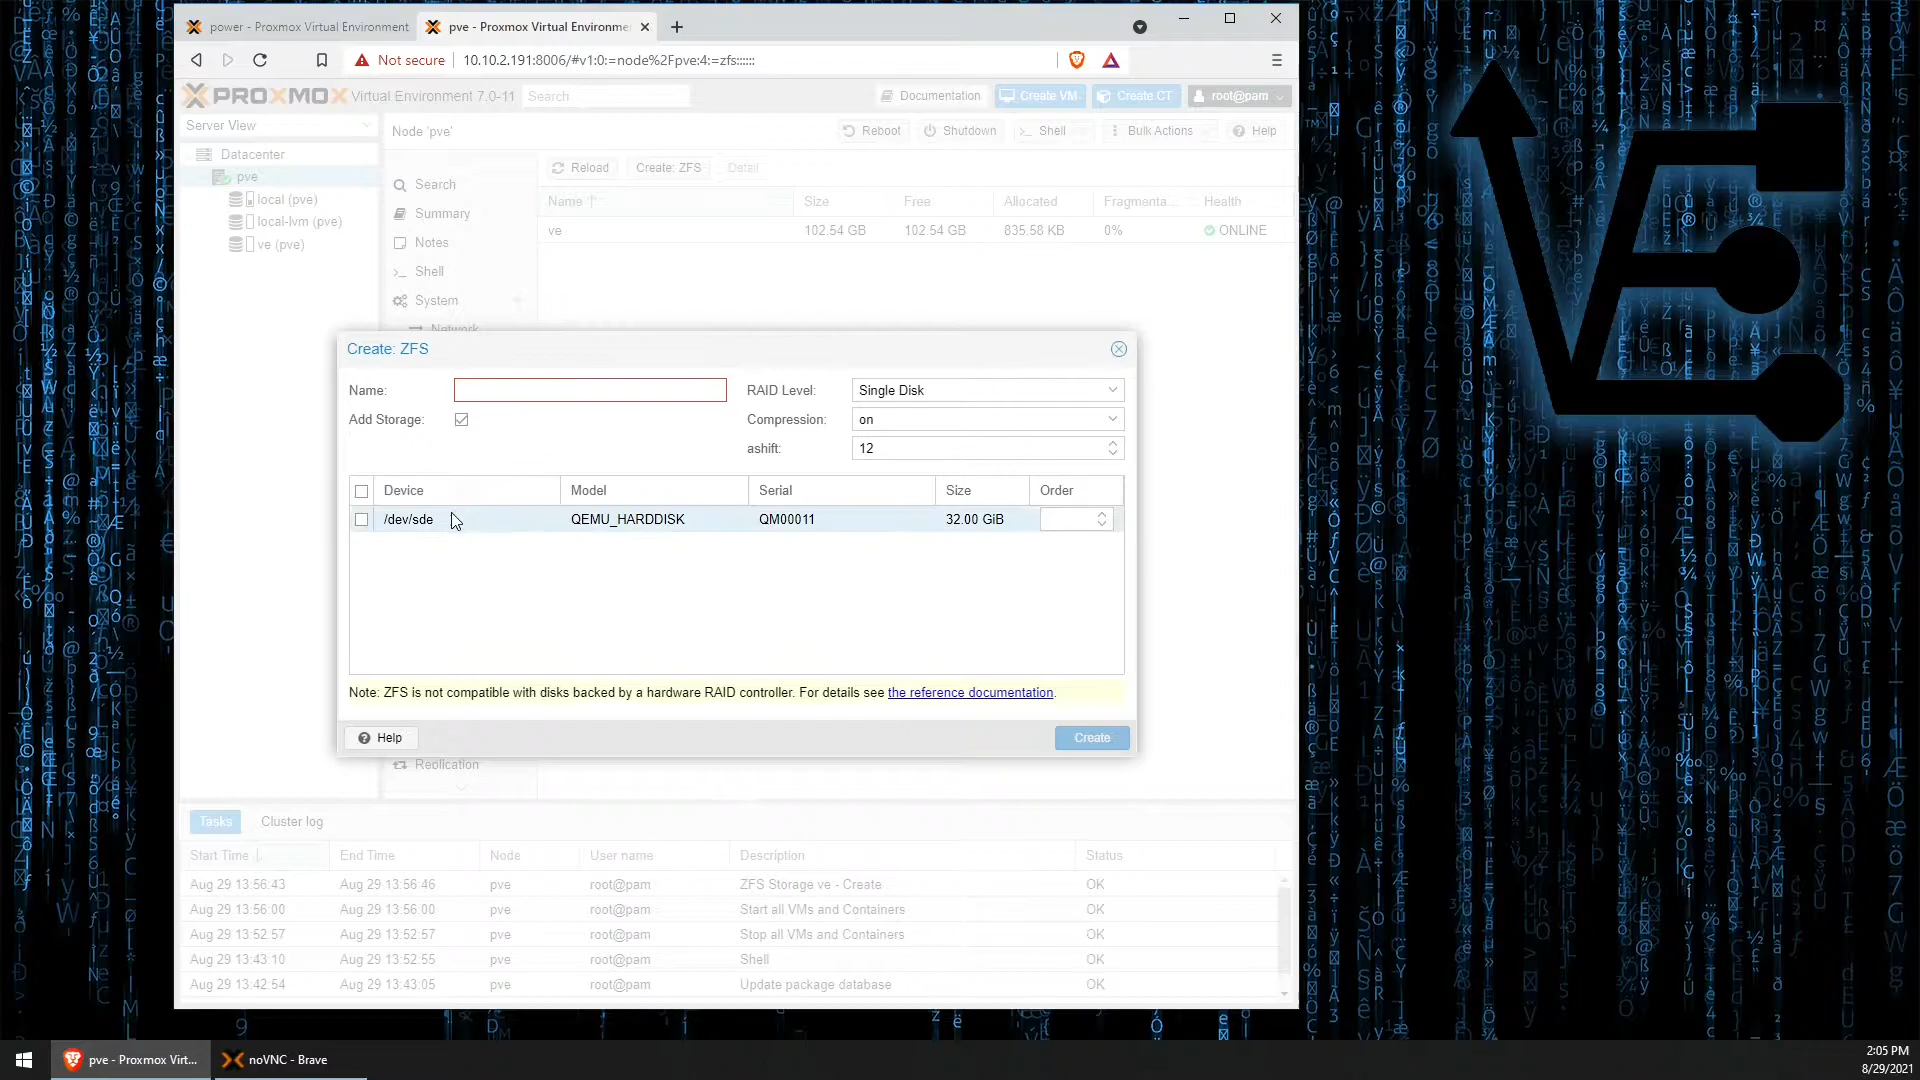 power - Proxmox Virtual Environment
pve - Proxmox Virtual Environme
Not secure
10.10.2.191:8006/#v1:0:=node%2Fpve:4:=zfs::::::
PROXMOX Virtual Environment 7.0-11
Search
Documentation
Create VM
Create CT
root@pam
Server View
Node 'pve'
Reboot
Shutdown
Shell
Bulk Actions
Help
Datacenter
pve
local (pve)
local-lvm (pve)
ve (pve)
Search
Summary
Notes
Shell
System
Network
Reload
Create: ZFS
Detail
Name
Size
Free
Allocated
Fragmenta...
Health
ve
102.54 GB
102.54 GB
835.58 KB
0%
ONLINE
Create: ZFS
Name:
RAID Level:
Single Disk
Add Storage:
Compression:
on
ashift:
12
Device
Model
Serial
Size
Order
/dev/sde
QEMU_HARDDISK
QM00011
32.00 GiB
Note: ZFS is not compatible with disks backed by a hardware RAID controller. For details see the reference documentation.
Help
Create
Replication
Tasks
Cluster log
Start Time
End Time
Node
User name
Description
Status
Aug 29 13:56:43
Aug 29 13:56:46
pve
root@pam
ZFS Storage ve - Create
OK
Aug 29 13:56:00
Aug 29 13:56:00
pve
root@pam
Start all VMs and Containers
OK
Aug 29 13:52:57
Aug 29 13:52:57
pve
root@pam
Stop all VMs and Containers
OK
Aug 29 13:43:10
Aug 29 13:52:55
pve
root@pam
Shell
OK
Aug 29 13:42:54
Aug 29 13:43:05
pve
root@pam
Update package database
OK
pve - Proxmox Virt...
noVNC - Brave
2:05 PM
8/29/2021